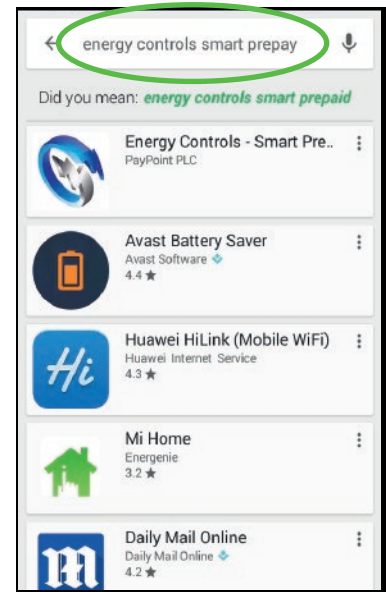 energy controls smart prepay
Did you mean: energy controls smart prepaid
Energy Controls - Smart Pre..
PayPoint PLC
Avast Battery Saver
Avast Software
4.4 ★
Hi
Huawei HiLink (Mobile WiFi)
Huawei Internet Service
4.3 ★
Mi Home
Energenie
3.2 ★
m
Daily Mail Online
Daily Mail Online
4.2 ★